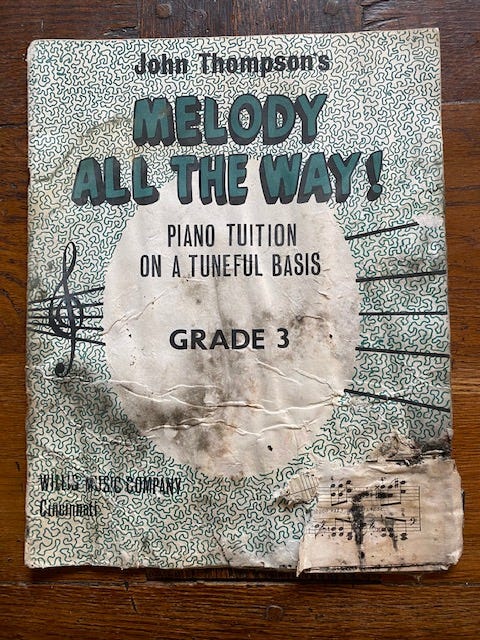 John Thompson's
MELODY
ALL THE WAY!
PIANO TUITION
ON A TUNEFUL BASIS
GRADE 3
WILLIS MUSIC COMPANY
Cincinnati